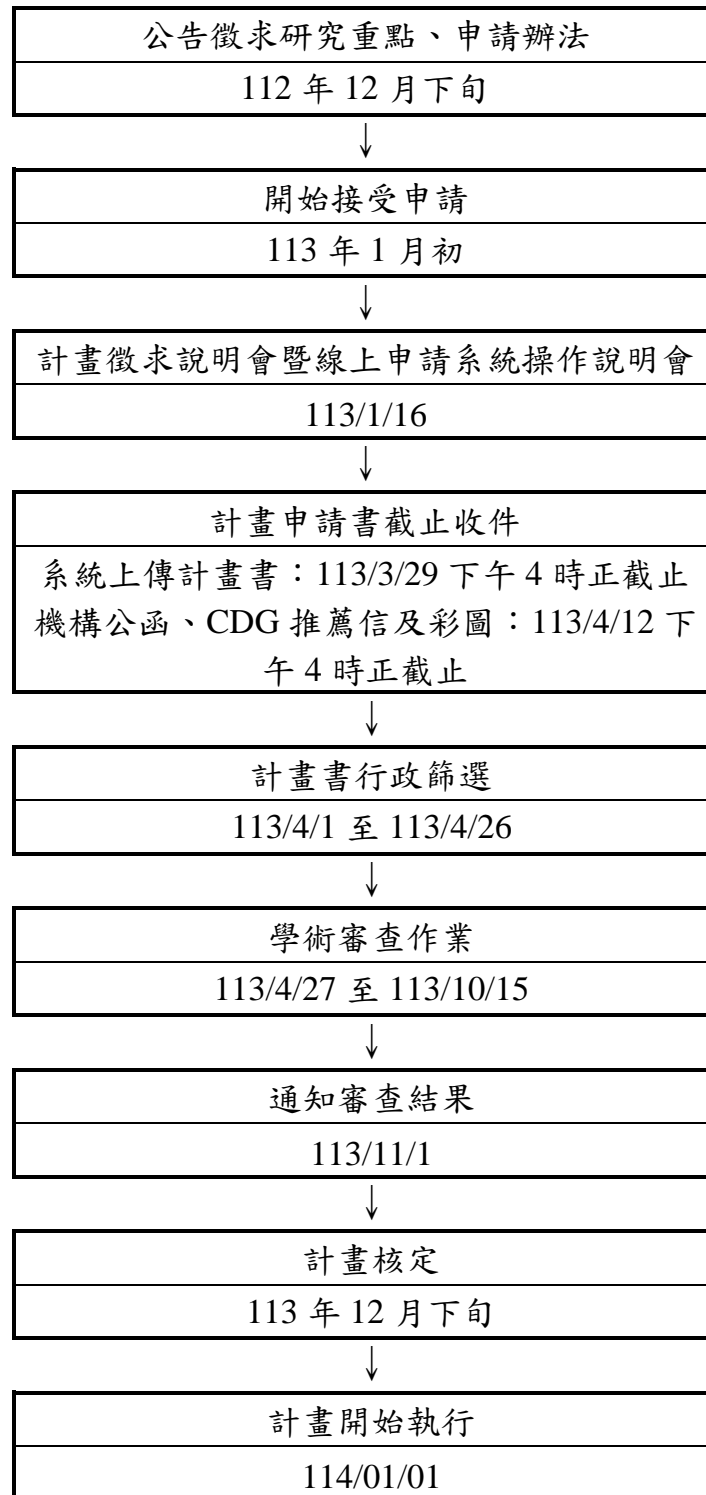 公告徵求研究重點、申請辦法
112 年 12 月下旬
↓
開始接受申請
113 年 1 月初
↓
計畫徵求說明會暨線上申請系統操作說明會
113/1/16
↓
計畫申請書截止收件
系統上傳計畫書：113/3/29 下午 4 時正截止
機構公函、CDG 推薦信及彩圖：113/4/12 下
午 4 時正截止
↓
計畫書行政篩選
113/4/1 至 113/4/26
↓
學術審查作業
113/4/27 至 113/10/15
↓
通知審查結果
113/11/1
↓
計畫核定
113 年 12 月下旬
↓
計畫開始執行
114/01/01